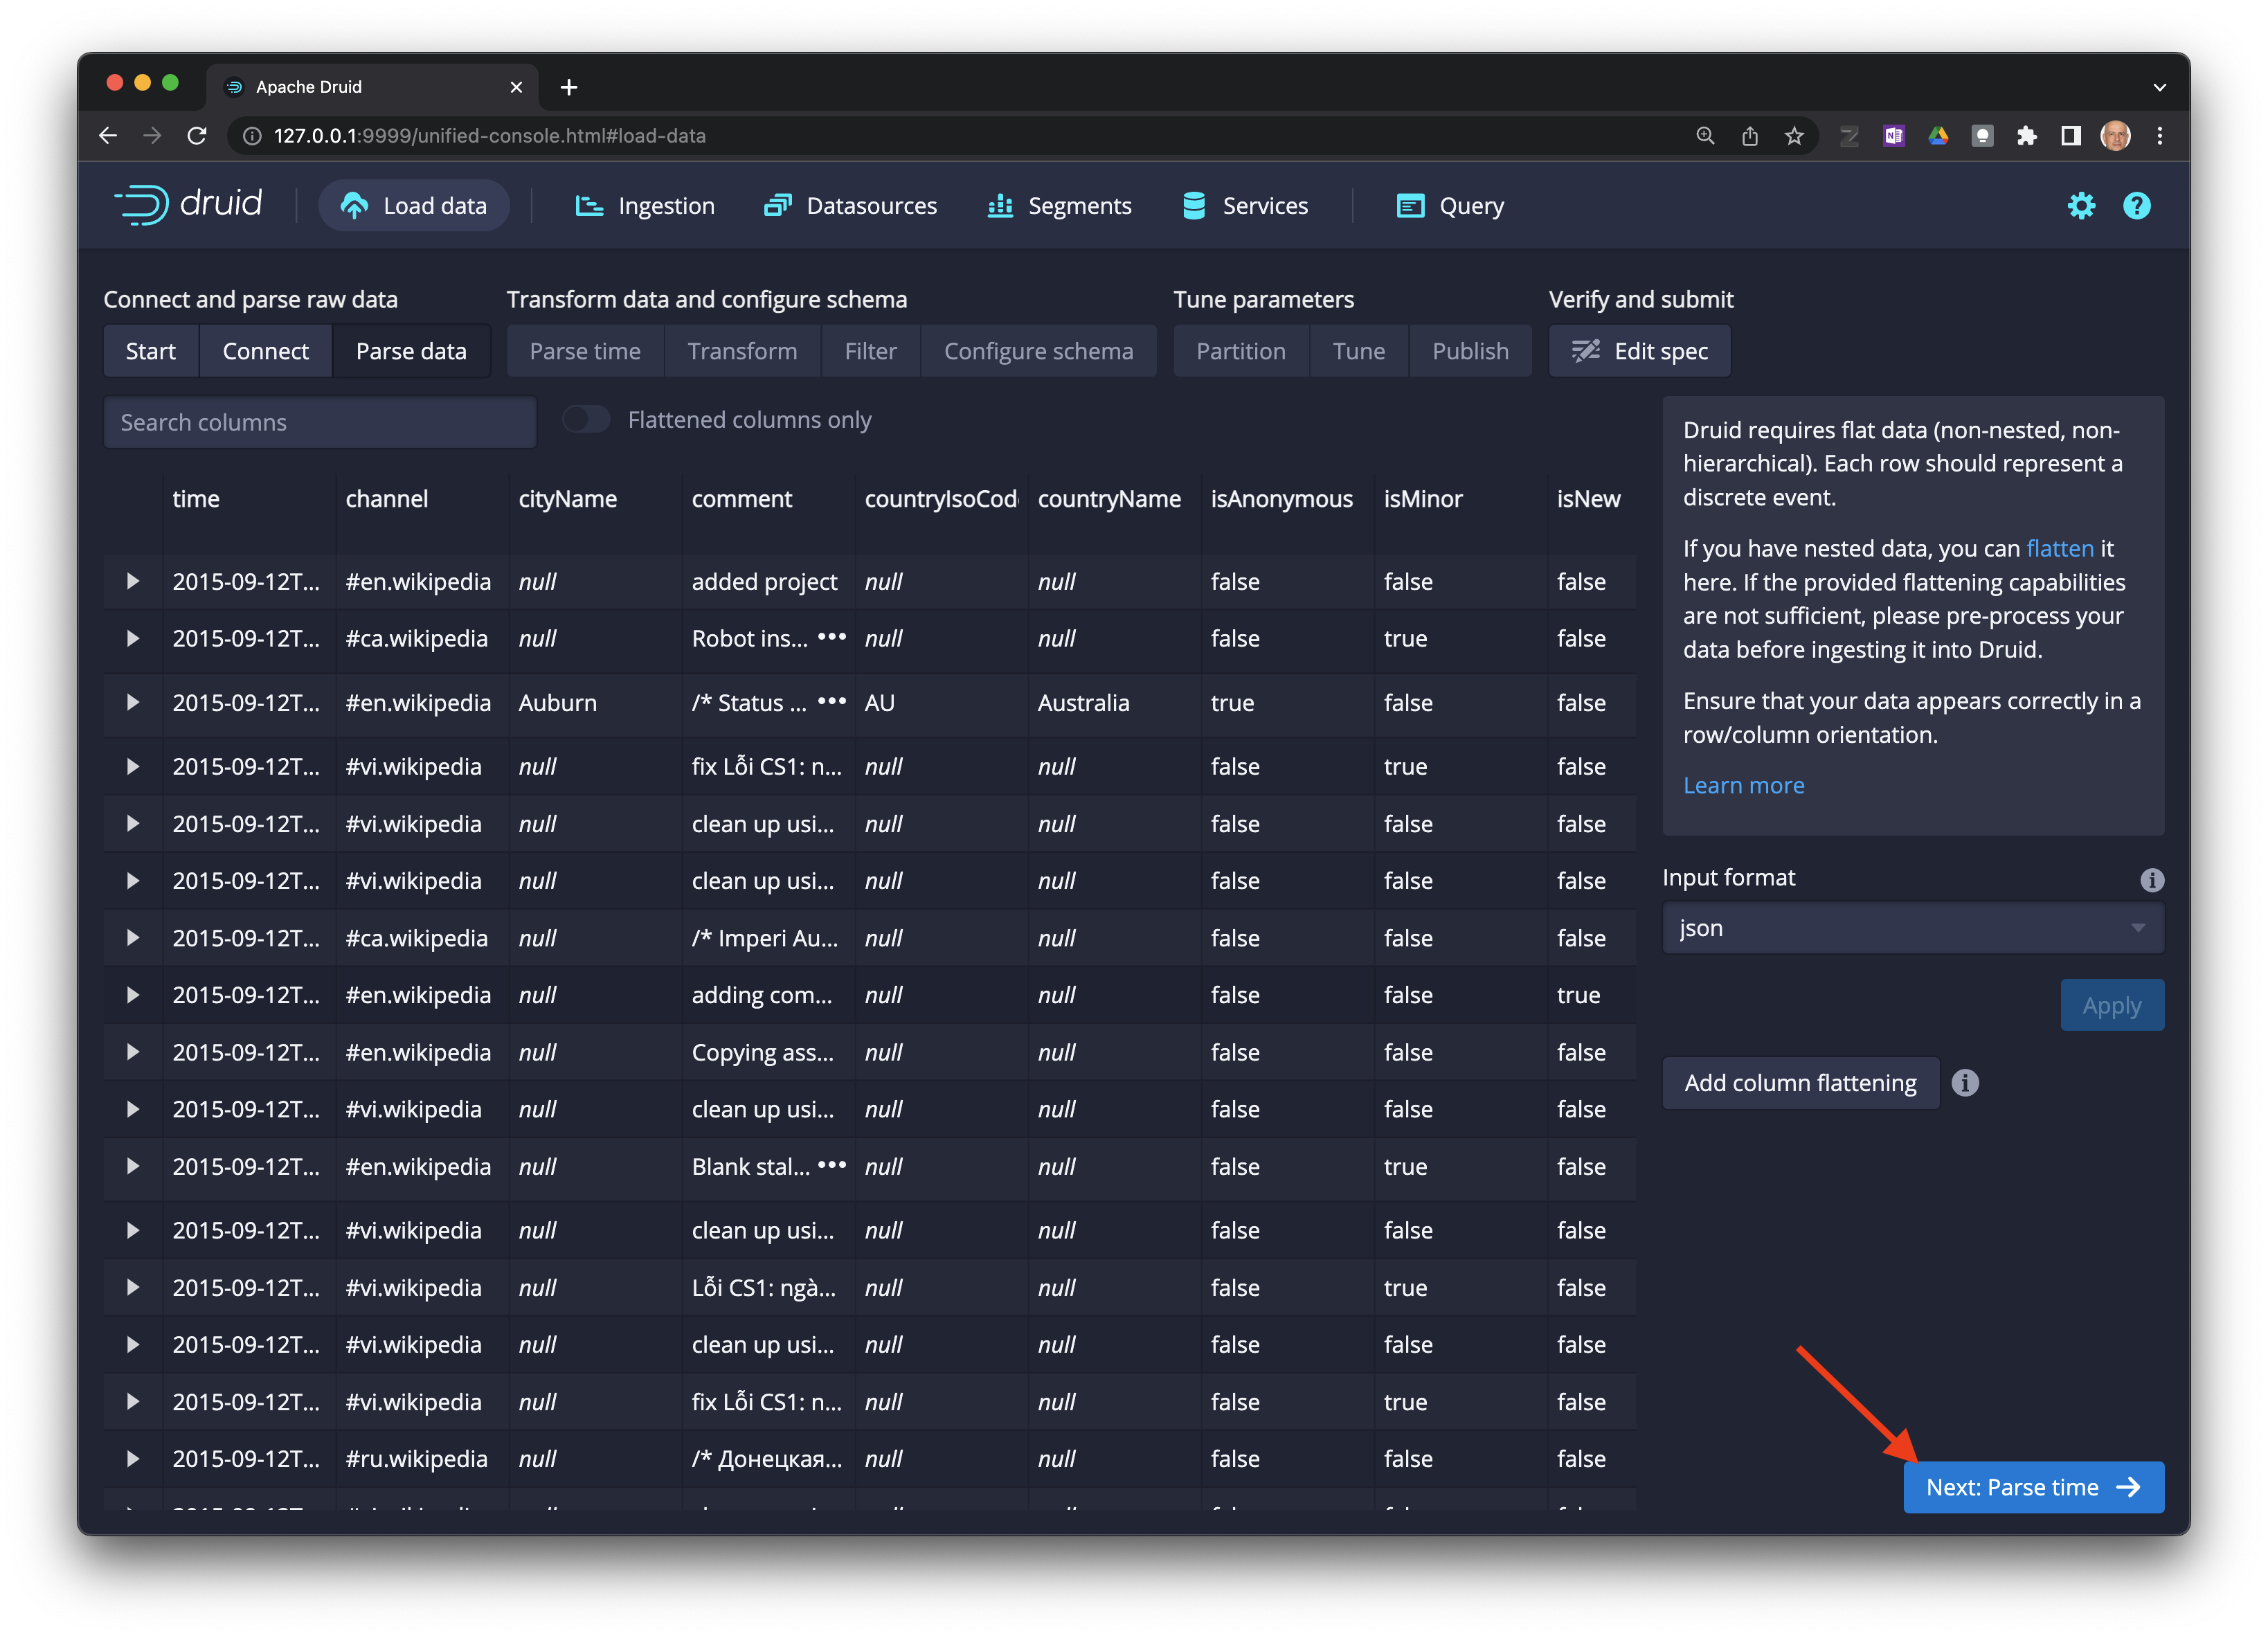 Apache Druid
127.0.0.1:9999/unified-console.html#load-data
druid Load data Ingestion Datasources Segments Services Query
Connect and parse raw data Transform data and configure schema Tune parameters Verify and submit
Start Connect Parse data Parse time Transform Filter Configure schema Partition Tune Publish Edit spec
Search columns Flattened columns only
time channel cityName comment countryIsoCod countryName isAnonymous isMinor isNew
2015-09-12T... #en.wikipedia null added project null null false false false
2015-09-12T... #ca.wikipedia null Robot ins... ••• null null false true false
2015-09-12T... #en.wikipedia Auburn /* Status ... ••• AU Australia true false false
2015-09-12T... #vi.wikipedia null fix Lỗi CS1: n... null null false true false
2015-09-12T... #vi.wikipedia null clean up usi... null null false false false
2015-09-12T... #vi.wikipedia null clean up usi... null null false false false
2015-09-12T... #ca.wikipedia null /* Imperi Au... null null false false false
2015-09-12T... #en.wikipedia null adding com... null null false false true
2015-09-12T... #en.wikipedia null Copying ass... null null false false false
2015-09-12T... #vi.wikipedia null clean up usi... null null false false false
2015-09-12T... #en.wikipedia null Blank stal... ••• null null false true false
2015-09-12T... #vi.wikipedia null clean up usi... null null false false false
2015-09-12T... #vi.wikipedia null Lỗi CS1: ngà... null null false true false
2015-09-12T... #vi.wikipedia null clean up usi... null null false false false
2015-09-12T... #vi.wikipedia null fix Lỗi CS1: n... null null false true false
2015-09-12T... #ru.wikipedia null /* Донецкая... null null false false false
Druid requires flat data (non-nested, non-
hierarchical). Each row should represent a
discrete event.
If you have nested data, you can flatten it
here. If the provided flattening capabilities
are not sufficient, please pre-process your
data before ingesting it into Druid.
Ensure that your data appears correctly in a
row/column orientation.
Learn more
Input format
json
Apply
Add column flattening
Next: Parse time